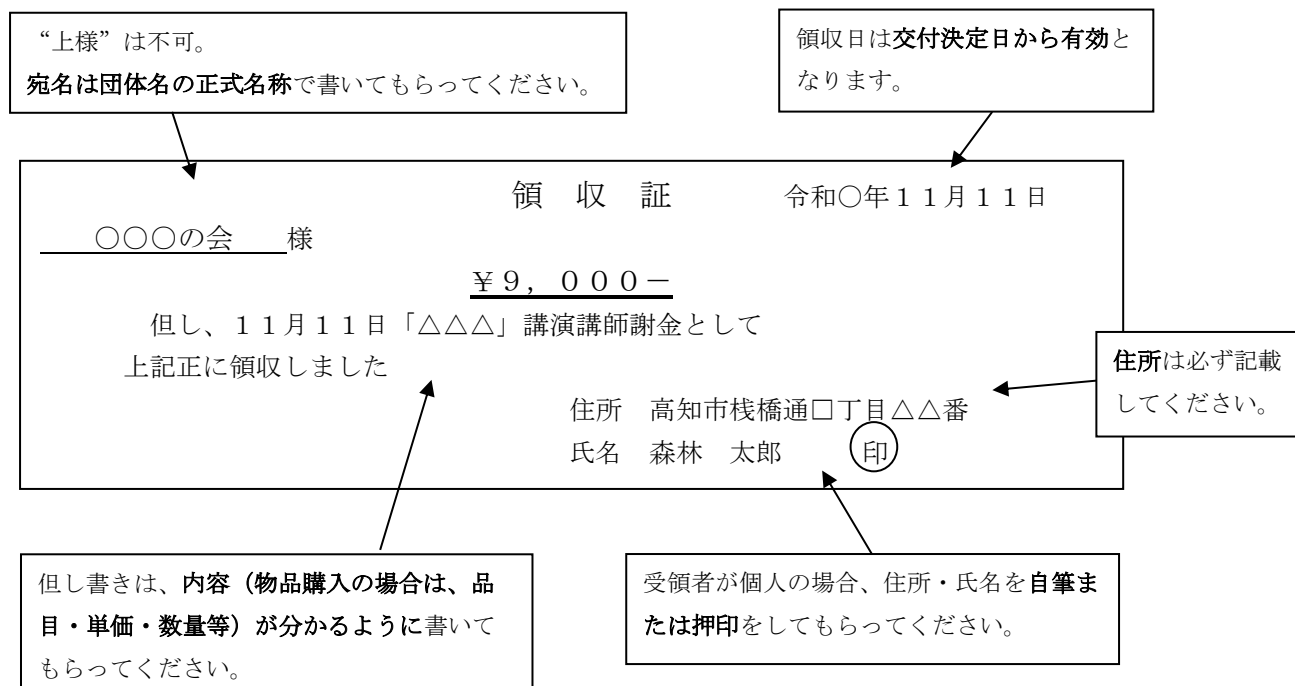 “上様”は不可。
宛名は団体名の正式名称で書いてもらってください。
領収日は交付決定日から有効と
なります。
領　収　証　　　令和〇年１１月１１日
〇〇〇の会　　様
￥９，０００－
但し、１１月１１日「△△△」講演講師謝金として
上記正に領収しました
住所は必ず記載
してください。
住所　高知市桟橋通□丁目△△番
氏名　森林　太郎　　印
但し書きは、内容（物品購入の場合は、品
目・単価・数量等）が分かるように書いて
もらってください。
受領者が個人の場合、住所・氏名を自筆ま
たは押印をしてもらってください。